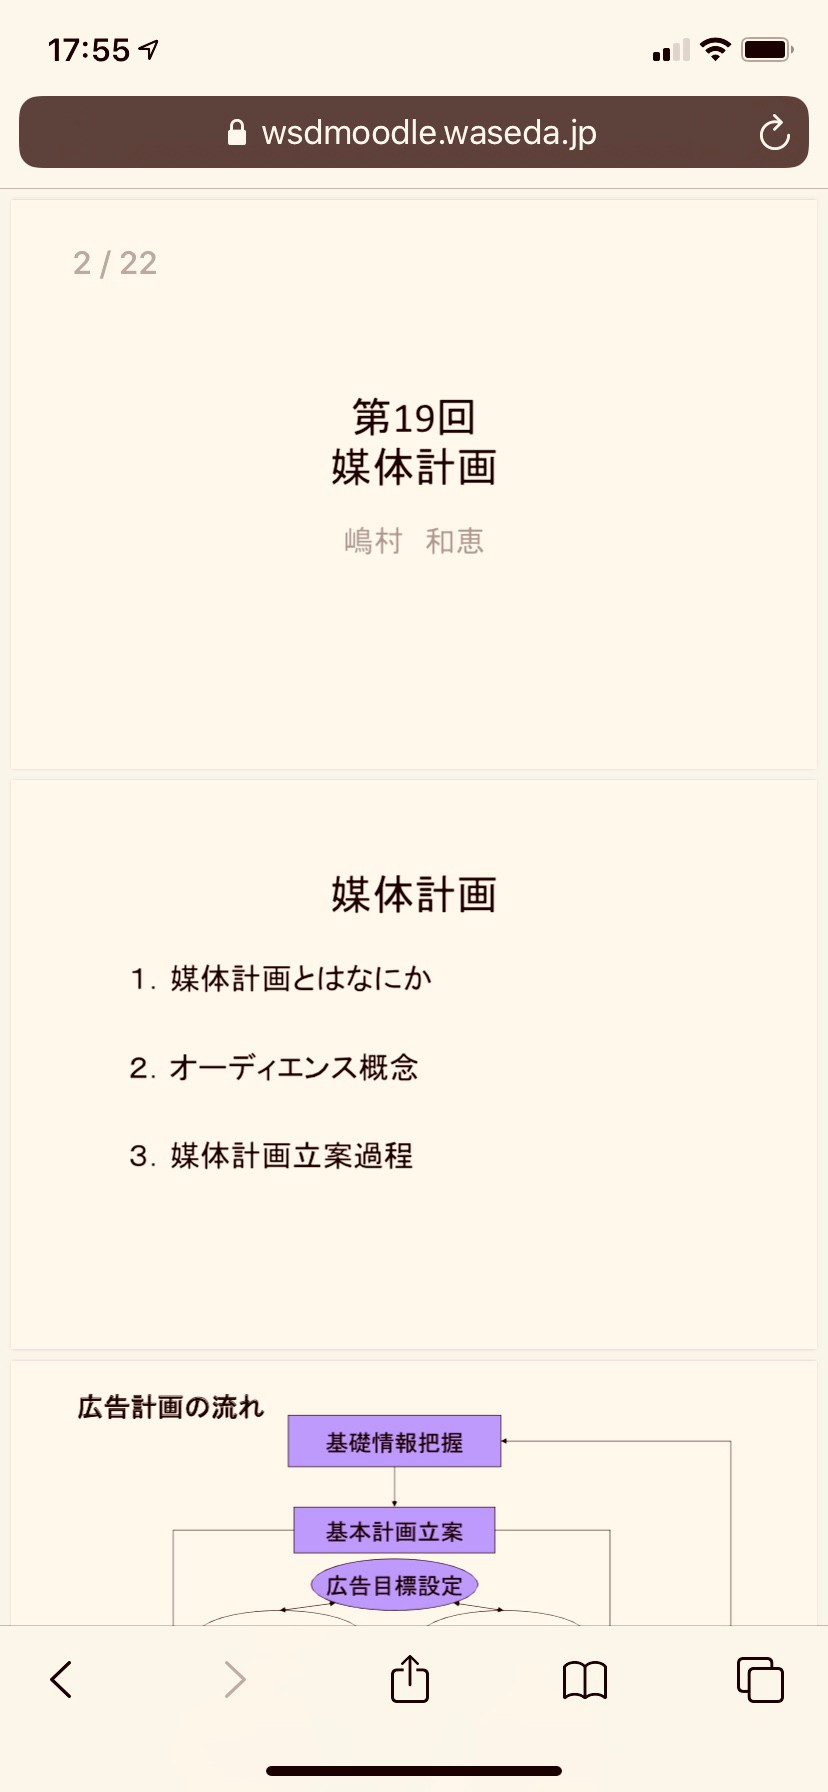 17:55
wsdmoodle.waseda.jp
2 / 22
第19回
媒体計画
嶋村 和恵
媒体計画
1. 媒体計画とはなにか
2. オーディエンス概念
3. 媒体計画立案過程
広告計画の流れ
基礎情報把握
基本計画立案
広告目標設定